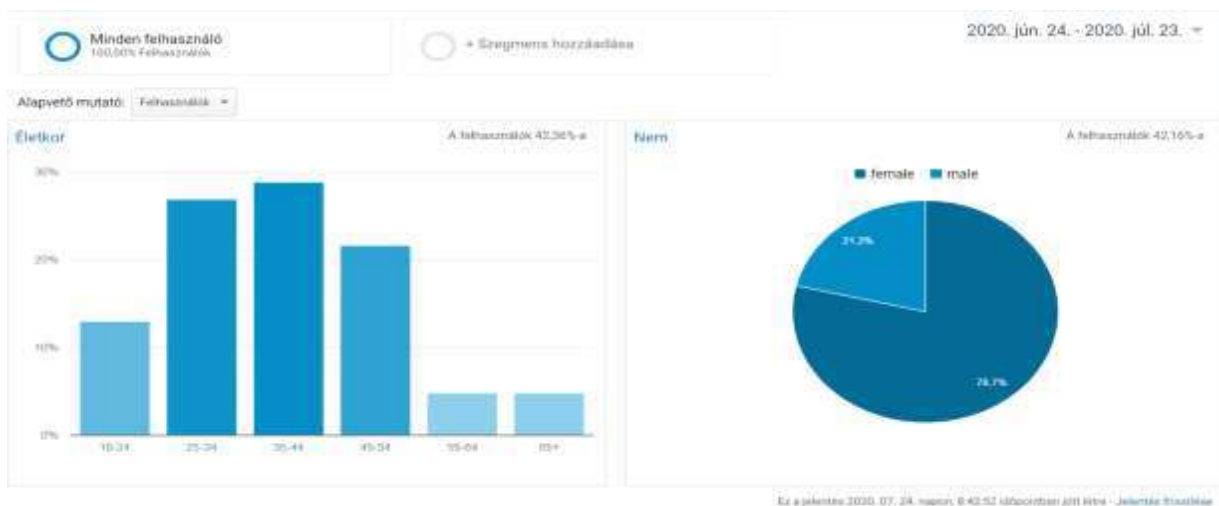 Minden felhasználó
100,00% Felhasználók
+ Szegmens hozzáadása
2020. jún. 24. - 2020. júl. 23.
Alapvető mutató:
Felhasználók
Életkor
A felhasználók 42,36%-a
30%
20%
10%
0%
18-24
25-34
35-44
45-54
55-64
65+
Nem
A felhasználók 42,16%-a
female
male
21.3%
78.7%
Ez a jelentés 2020. 07. 24. napon, 8:42:52 időpontban jött létre - Jelentés frissítése